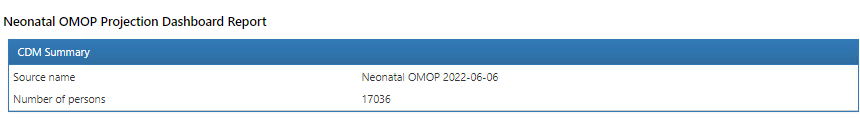 Neonatal OMOP Projection Dashboard Report
CDM Summary
Source name Neonatal OMOP 2022-06-06
Number of persons 17036